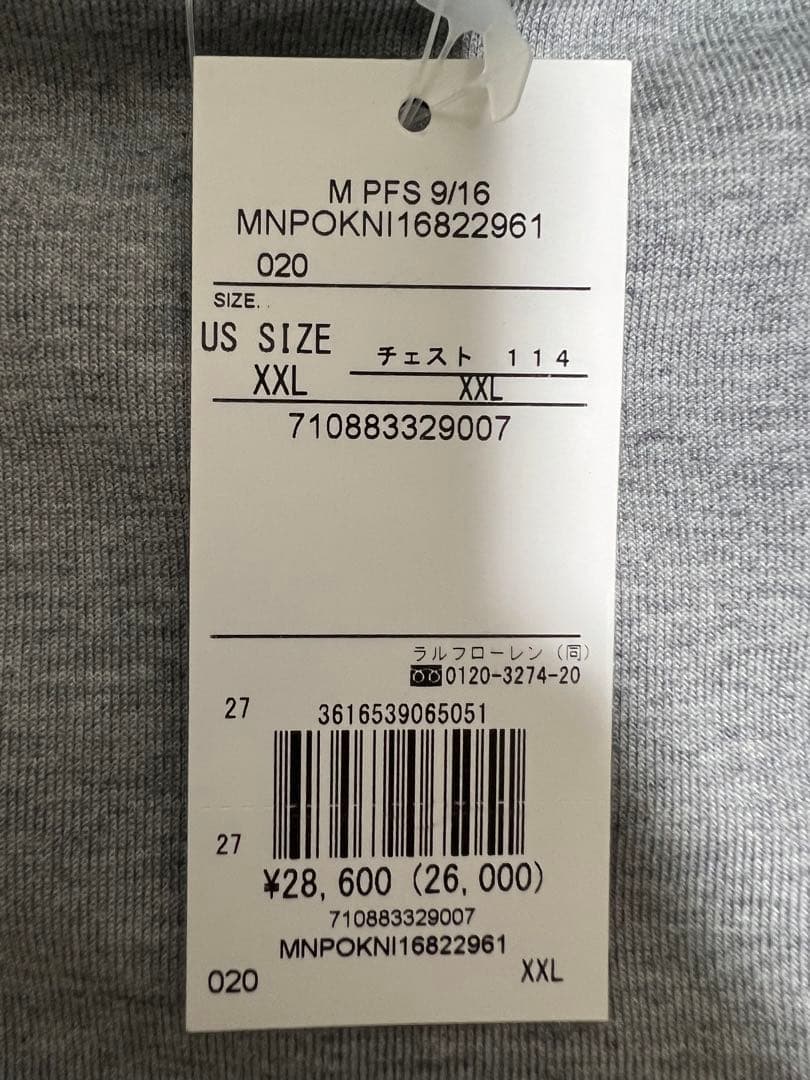 M PFS 9/16
MNPOKNI16822961
020
SIZE.
US SIZE
チェスト 114
XXL
XXL
710883329007
ラルフローレン（同）
0120-3274-20
27
3616539065051
27
¥28,600 (26,000)
710883329007
MNPOKNI16822961
020
XXL